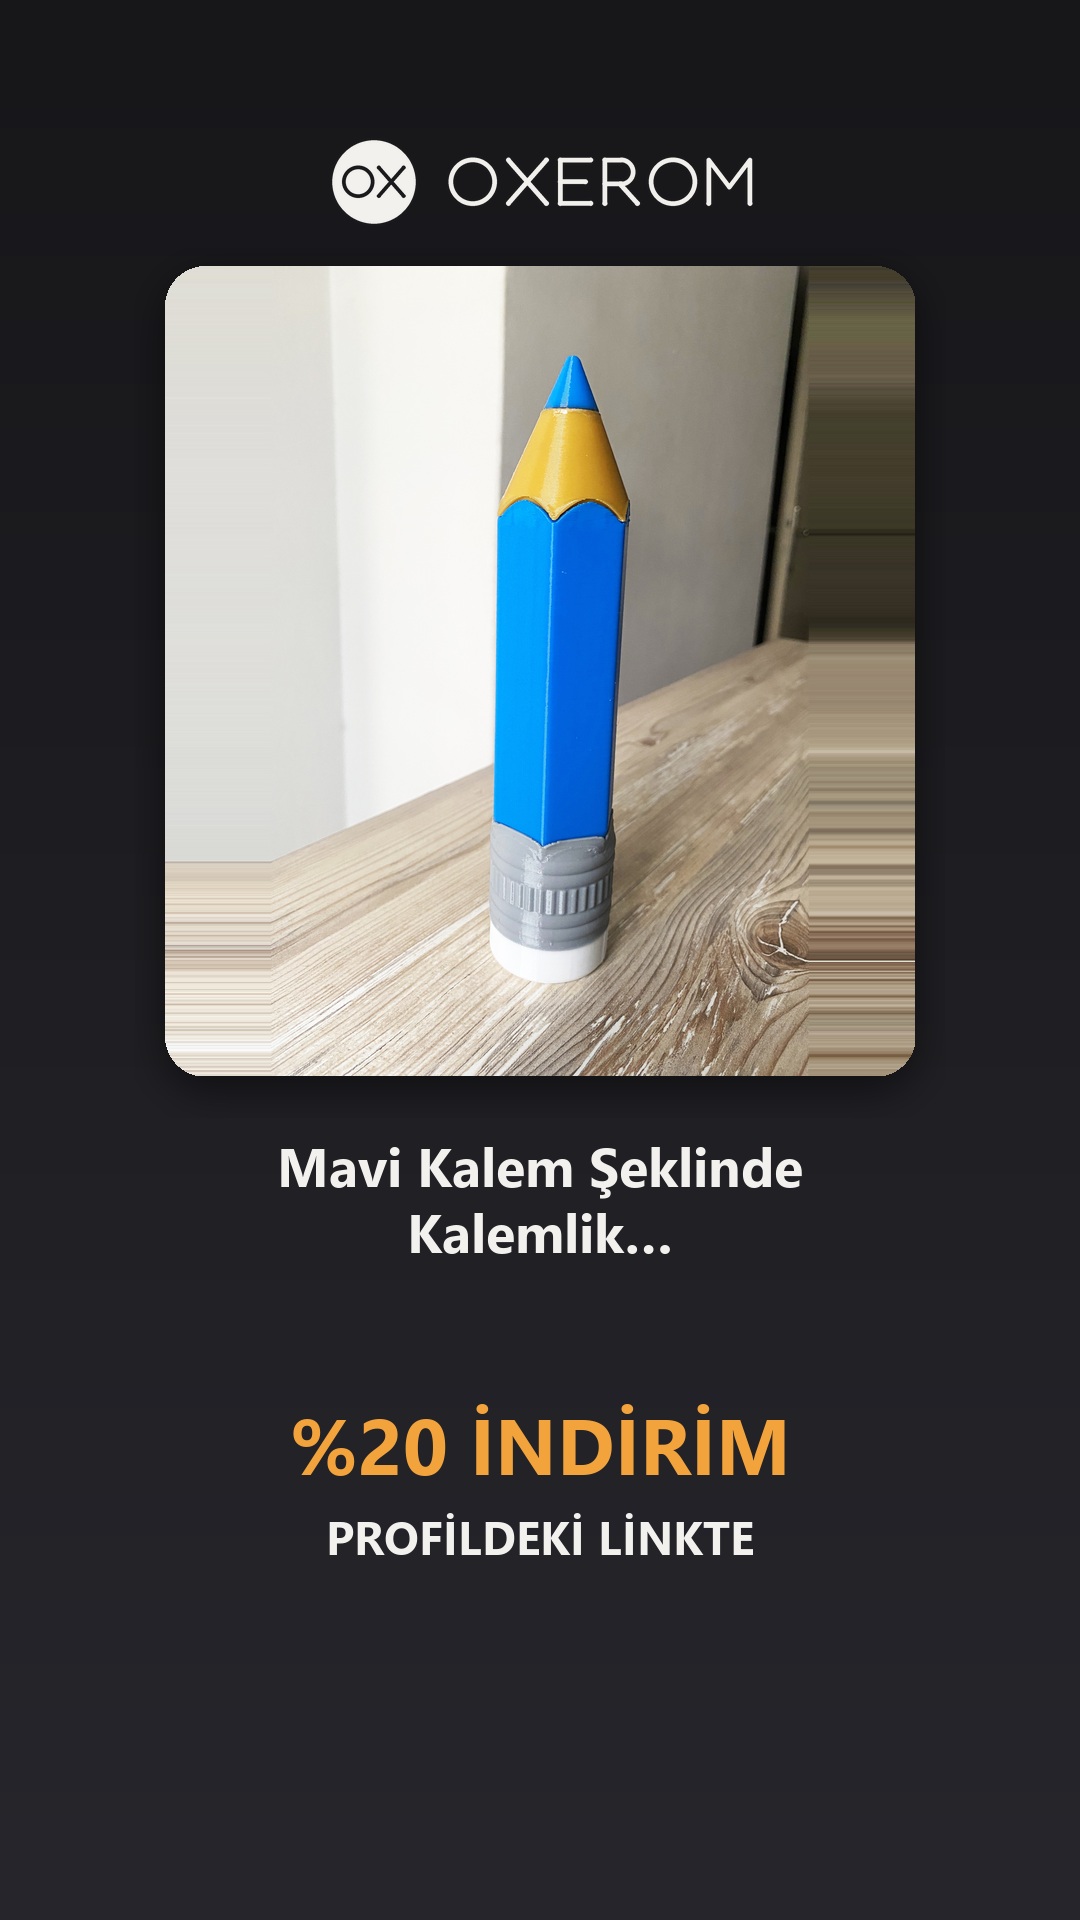 OX OXEROM
Mavi Kalem Şeklinde
Kalemlik...
%20 İNDİRİM
PROFİLDEKİ LİNKTE